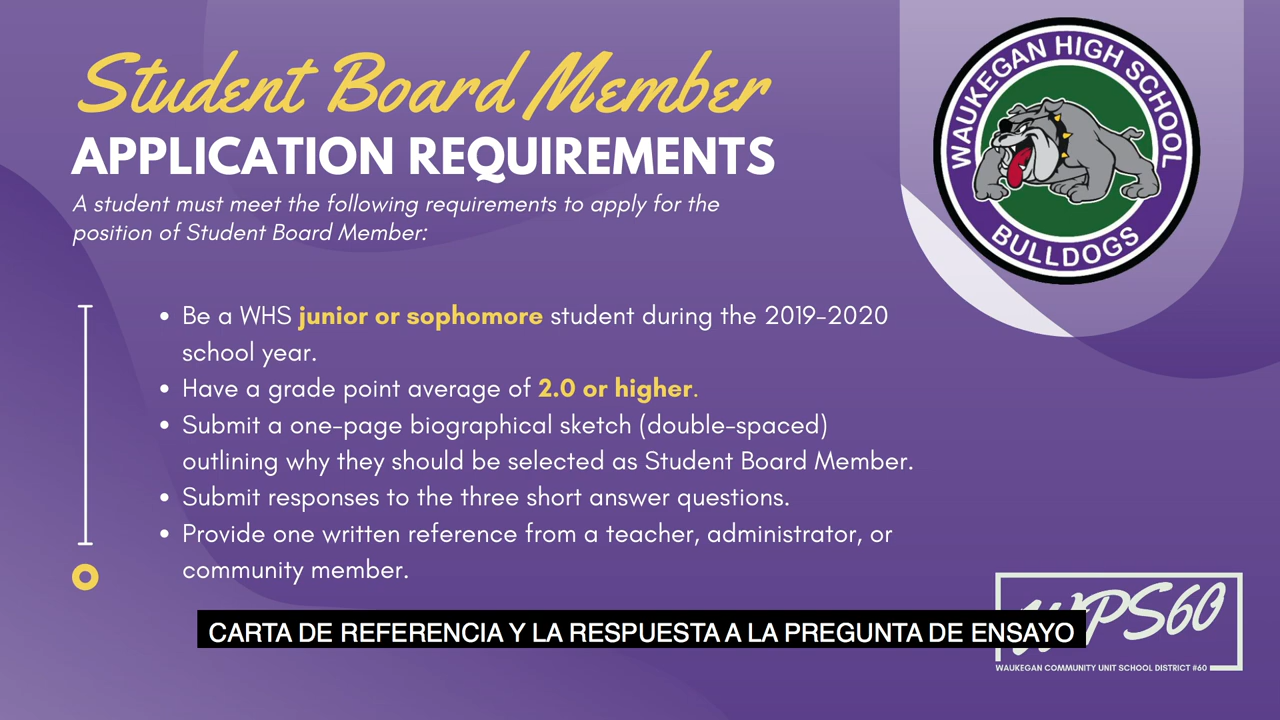 Student Board Member
APPLICATION REQUIREMENTS
A student must meet the following requirements to apply for the
position of Student Board Member:
WAUKEGAN HIGH SCHOOL
BULLDOGS
• Be a WHS junior or sophomore student during the 2019-2020
school year.
• Have a grade point average of 2.0 or higher.
• Submit a one-page biographical sketch (double-spaced)
outlining why they should be selected as Student Board Member.
• Submit responses to the three short answer questions.
• Provide one written reference from a teacher, administrator, or
community member.
CARTA DE REFERENCIA Y LA RESPUESTA A LA PREGUNTA DE ENSAYO
WPS60
WAUKEGAN COMMUNITY UNIT SCHOOL DISTRICT #60